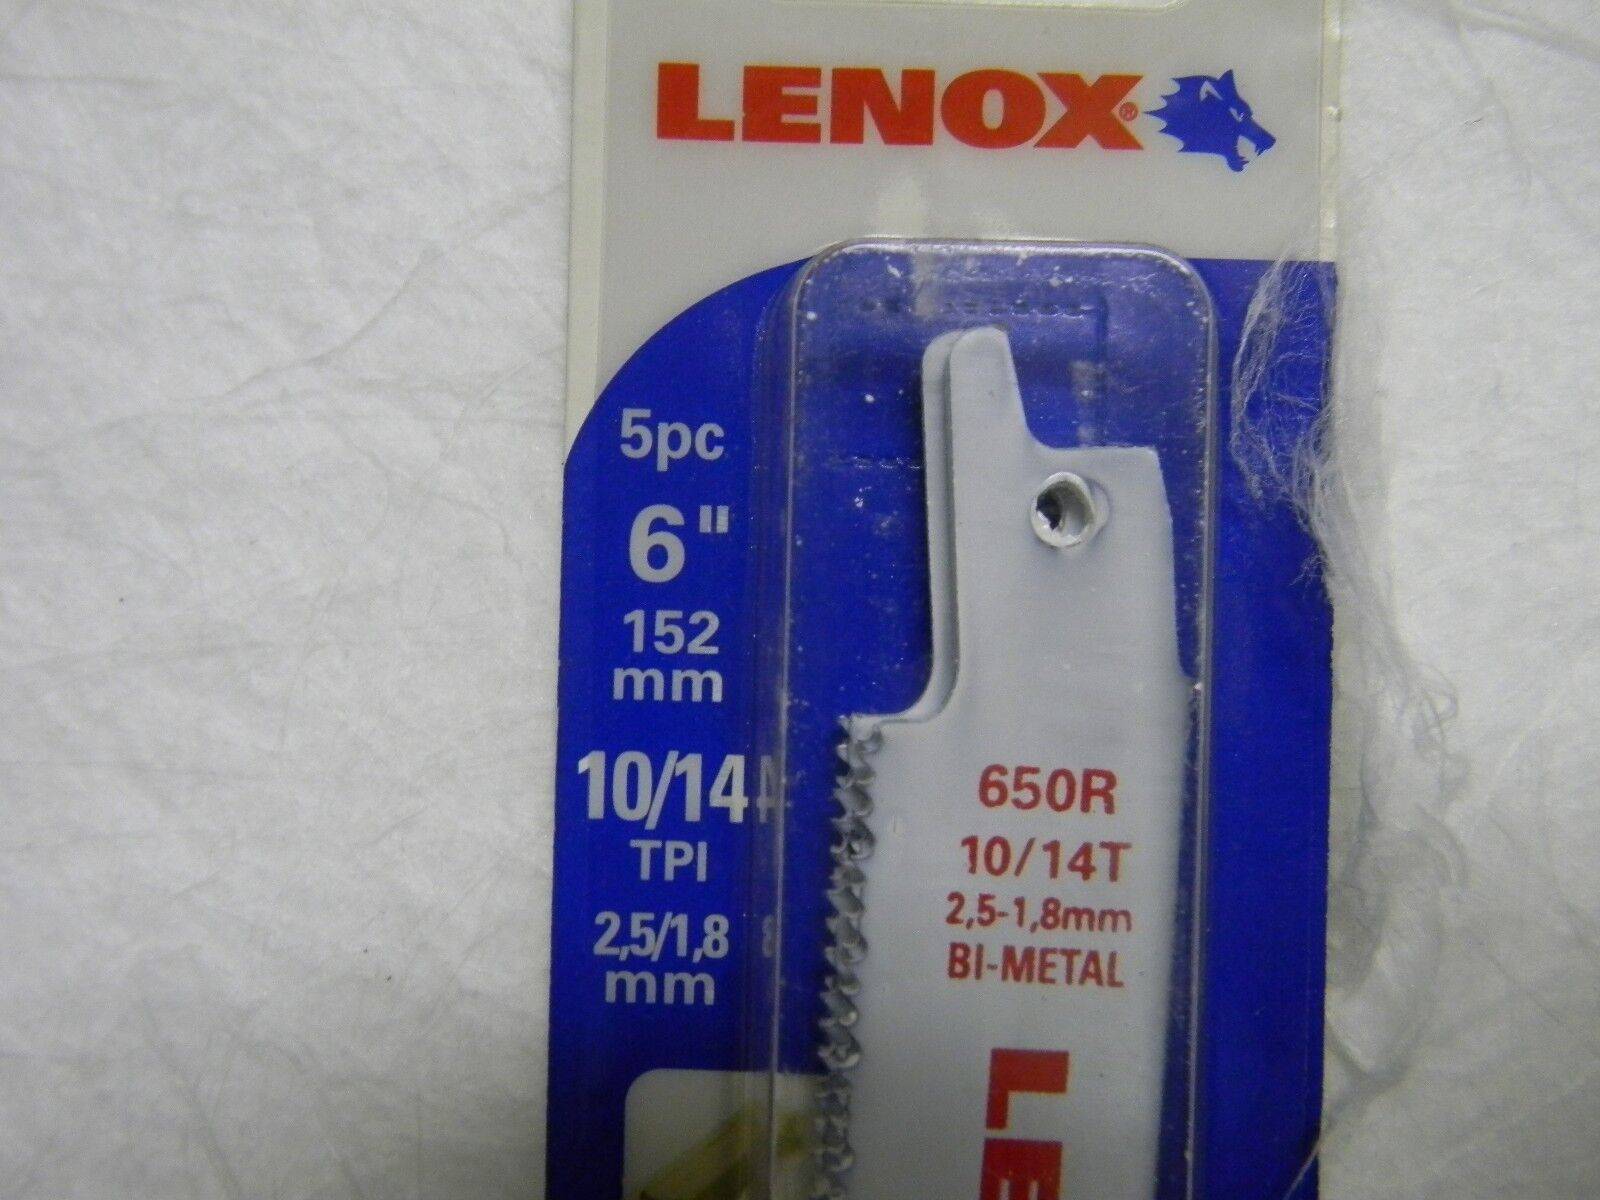 LENOX®
5pc
6"
152
mm
10/14
TPI
2,5/1,8
mm
650R
10/14T
2,5-1,8mm
BI-METAL
LE